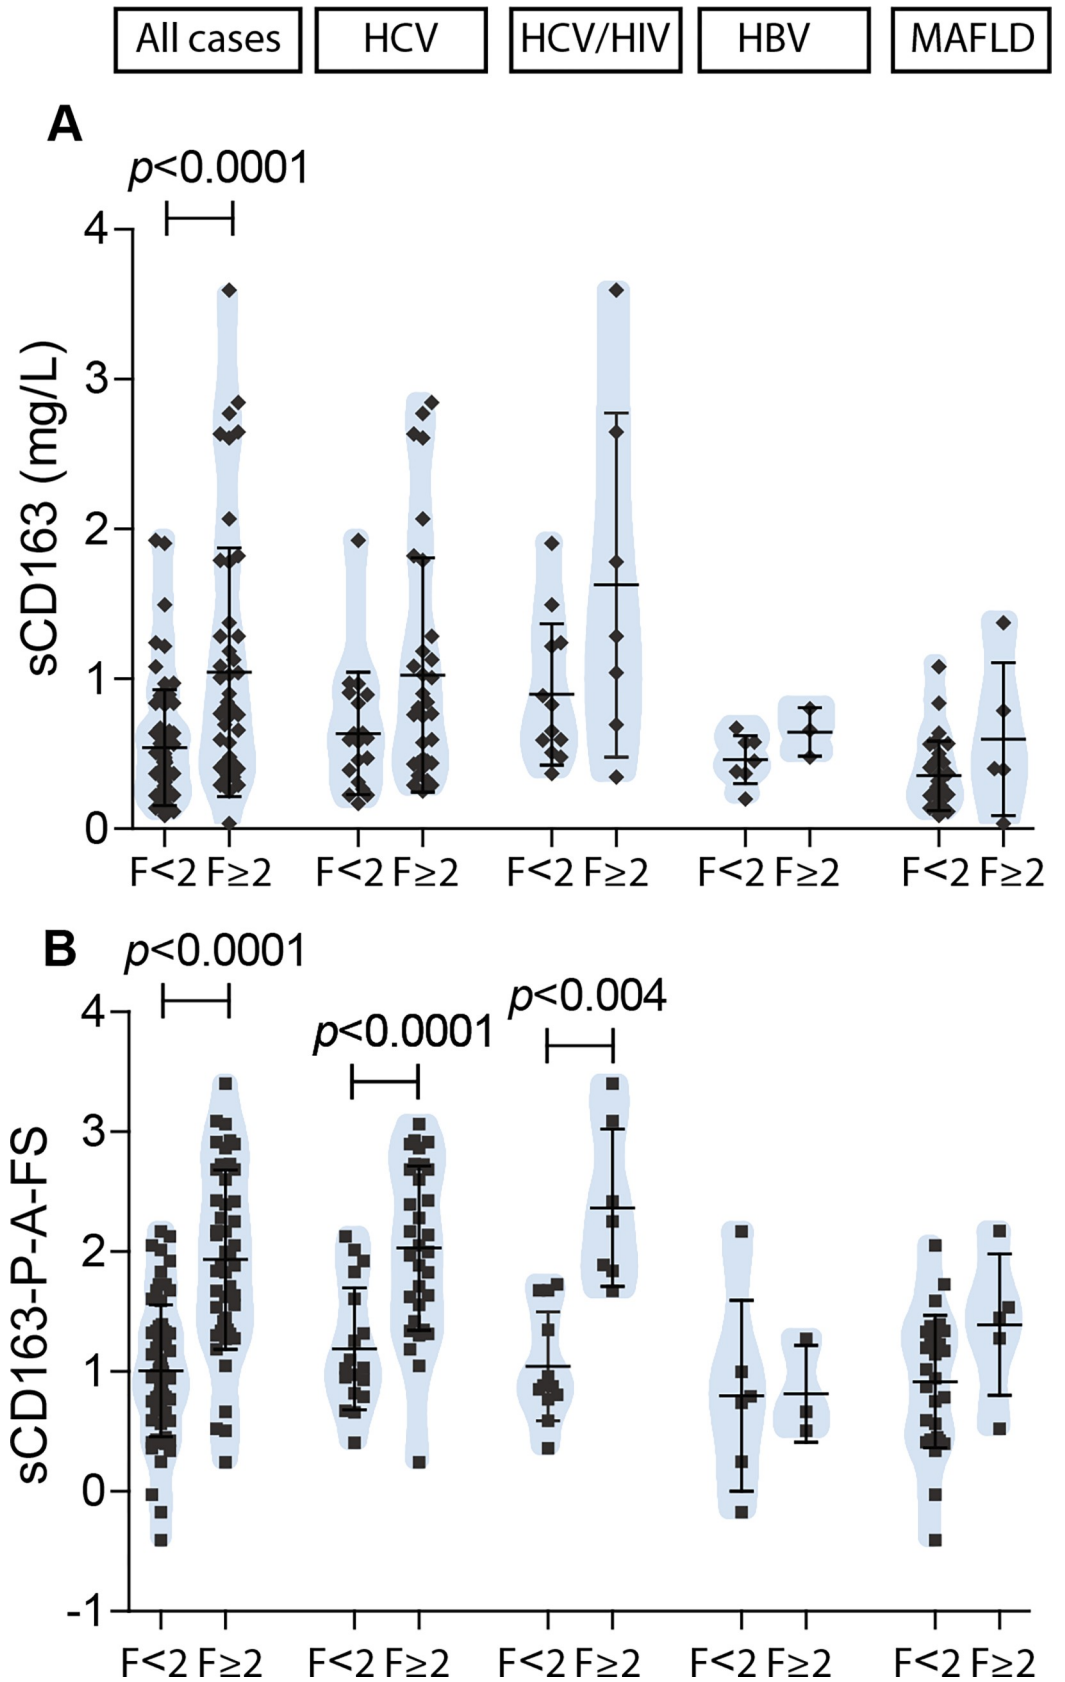 All cases HCV HCV/HIV HBV MAFLD
A
p<0.0001
4
3
2
1
0
sCD163 (mg/L)
F<2 F≥2 F<2 F≥2 F<2 F≥2 F<2 F≥2 F<2 F≥2
B
p<0.0001
p<0.0001
p<0.004
4
3
2
1
0
-1
sCD163-P-A-FS
F<2 F≥2 F<2 F≥2 F<2 F≥2 F<2 F≥2 F<2 F≥2